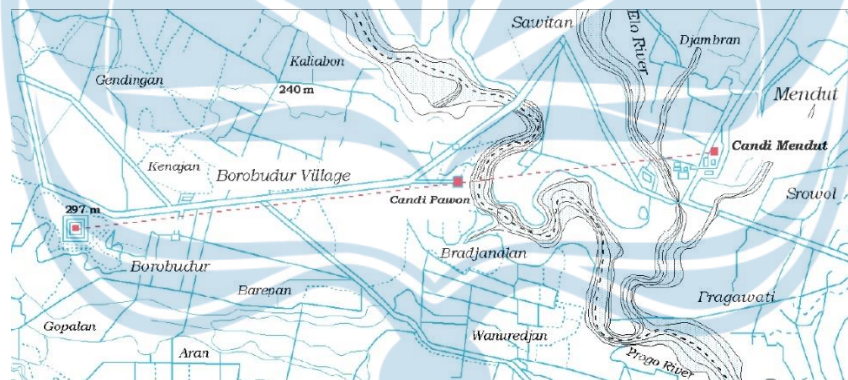 Sawitan
Elo River
Djambran
Kaliabon
Gendingan
240 m
Mendut
Candi Mendut
Kenajan
Borobudur Village
Srowol
Candi Pawon
297 m
Bradjanalan
Borobudur
Barepan
Pragawati
Gopalan
Wanuredjan
Aran
Progo River